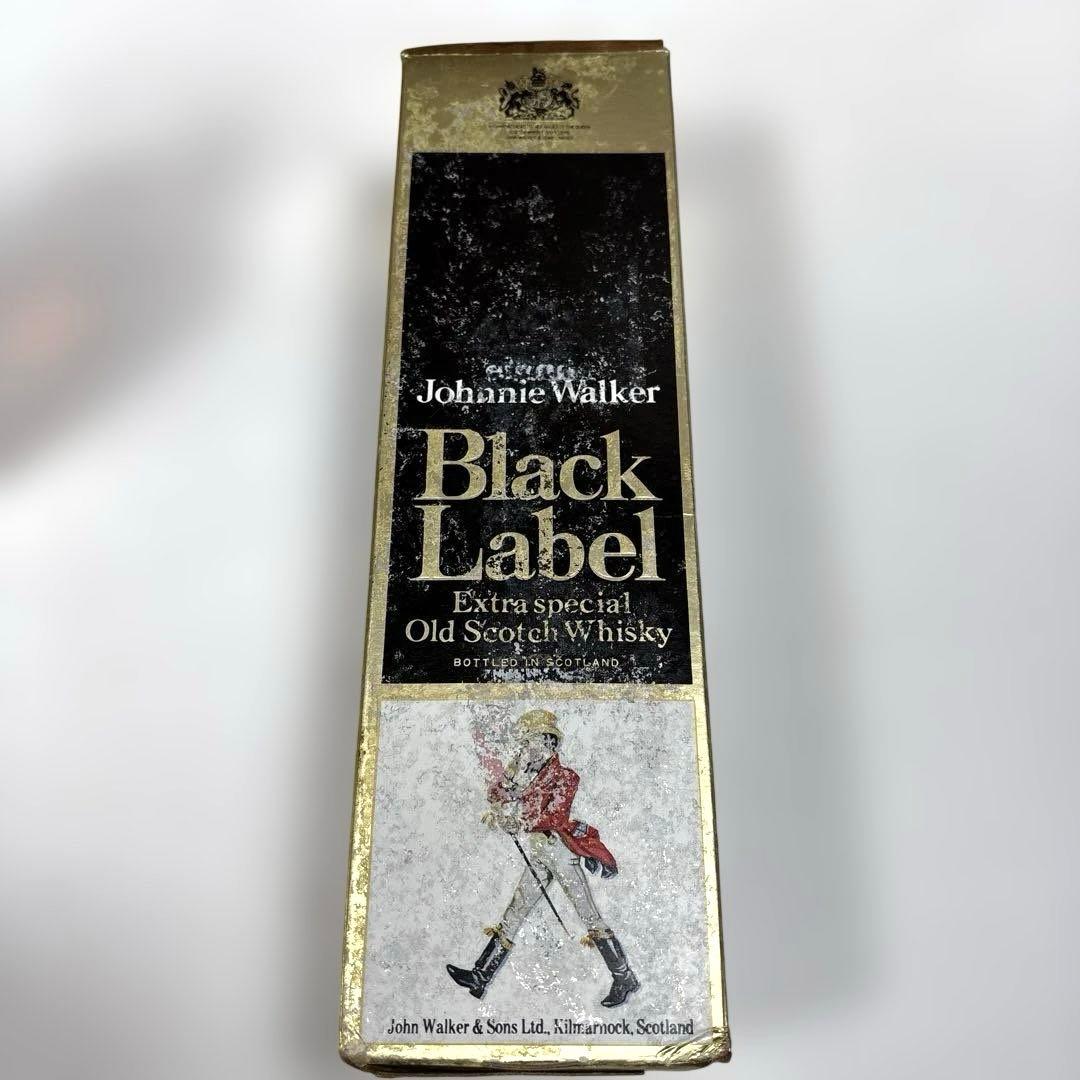 Johnnie Walker
Black
Label
Extra special
Old Scotch Whisky
BOTTLED IN SCOTLAND
John Walker & Sons Ltd., Kilmarnock, Scotland